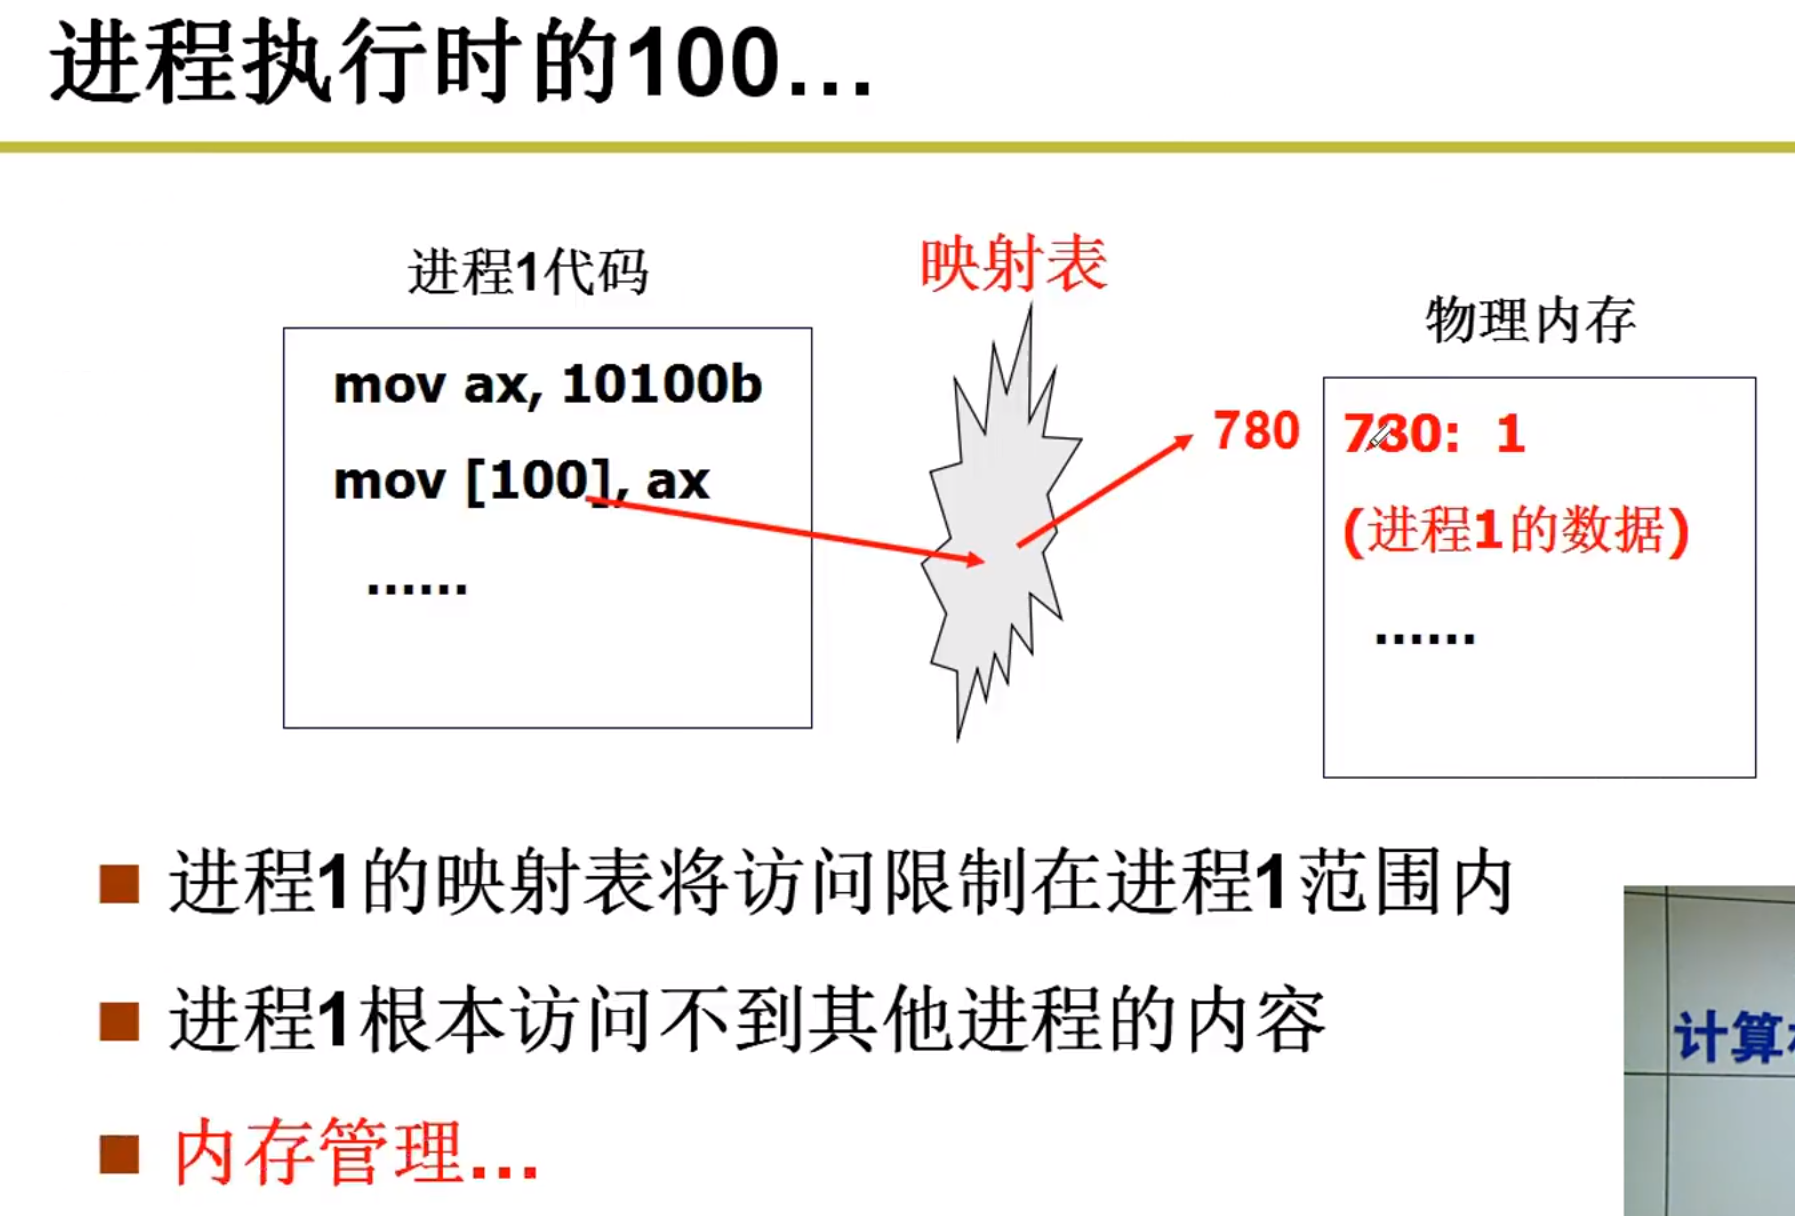 进程执行时的100...
进程1代码
映射表
物理内存
mov ax, 10100b
mov [100], ax
......
780
780: 1
(进程1的数据)
......
进程1的映射表将访问限制在进程1范围内
进程1根本访问不到其他进程的内容
内存管理...
计算